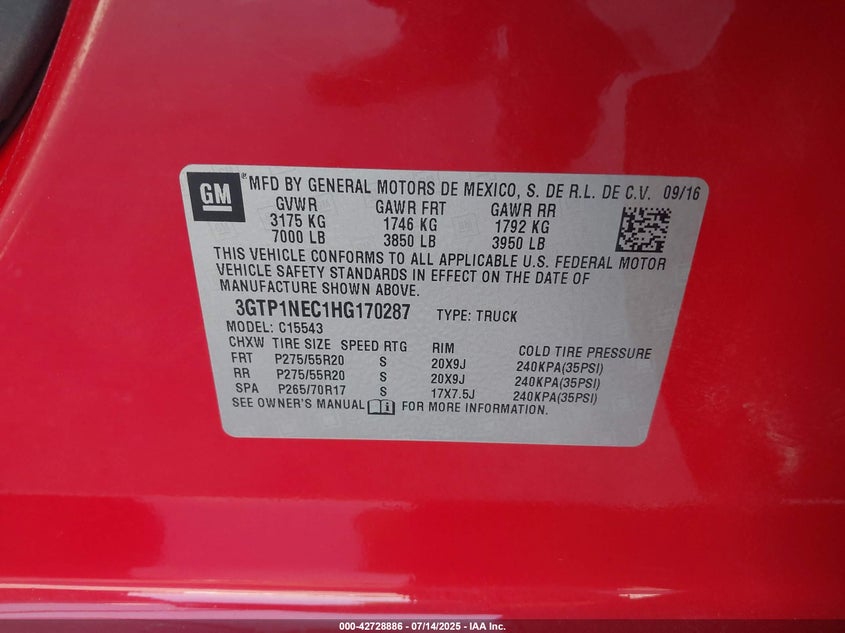 GM ® MFD BY GENERAL MOTORS DE MEXICO, S. DE R.L. DE C.V. 09/16
GVWR GAWR FRT GAWR RR
3175 KG 1746 KG 1792 KG
7000 LB 3850 LB 3950 LB
THIS VEHICLE CONFORMS TO ALL APPLICABLE U.S. FEDERAL MOTOR
VEHICLE SAFETY STANDARDS IN EFFECT ON THE DATE OF
MANUFACTURE SHOWN ABOVE.
3GTP1NEC1HG170287 TYPE: TRUCK
MODEL: C15543
CHXW TIRE SIZE SPEED RTG RIM COLD TIRE PRESSURE
FRT P275/55R20 S 20X9J 240KPA(35PSI)
RR P275/55R20 S 20X9J 240KPA(35PSI)
SPA P265/70R17 S 17X7.5J 240KPA(35PSI)
SEE OWNER'S MANUAL FOR MORE INFORMATION.
000-42728886 - 07/14/2025 - IAA Inc.